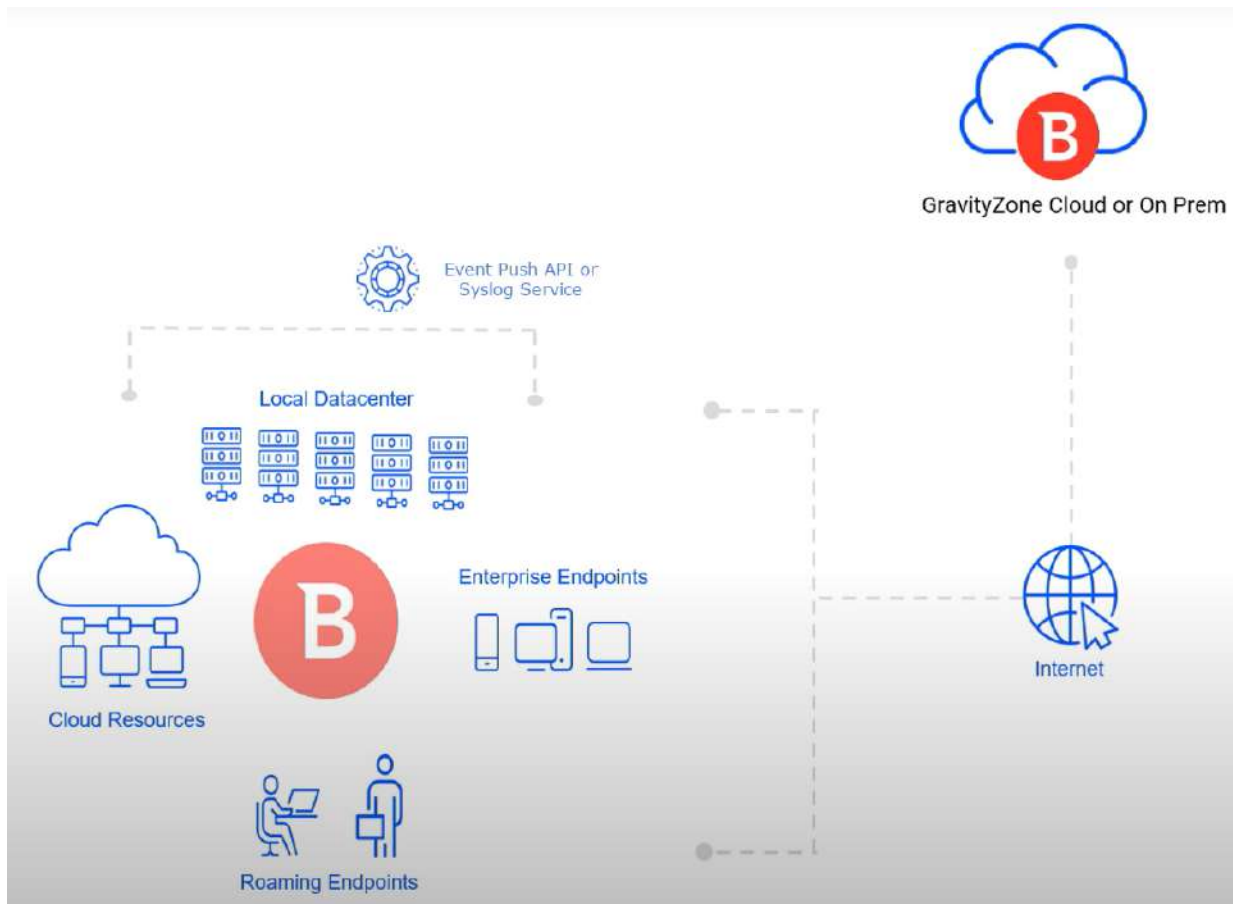 B
GravityZone Cloud or On Prem
Event Push API or
Syslog Service
Local Datacenter
B
Enterprise Endpoints
Internet
Cloud Resources
Roaming Endpoints